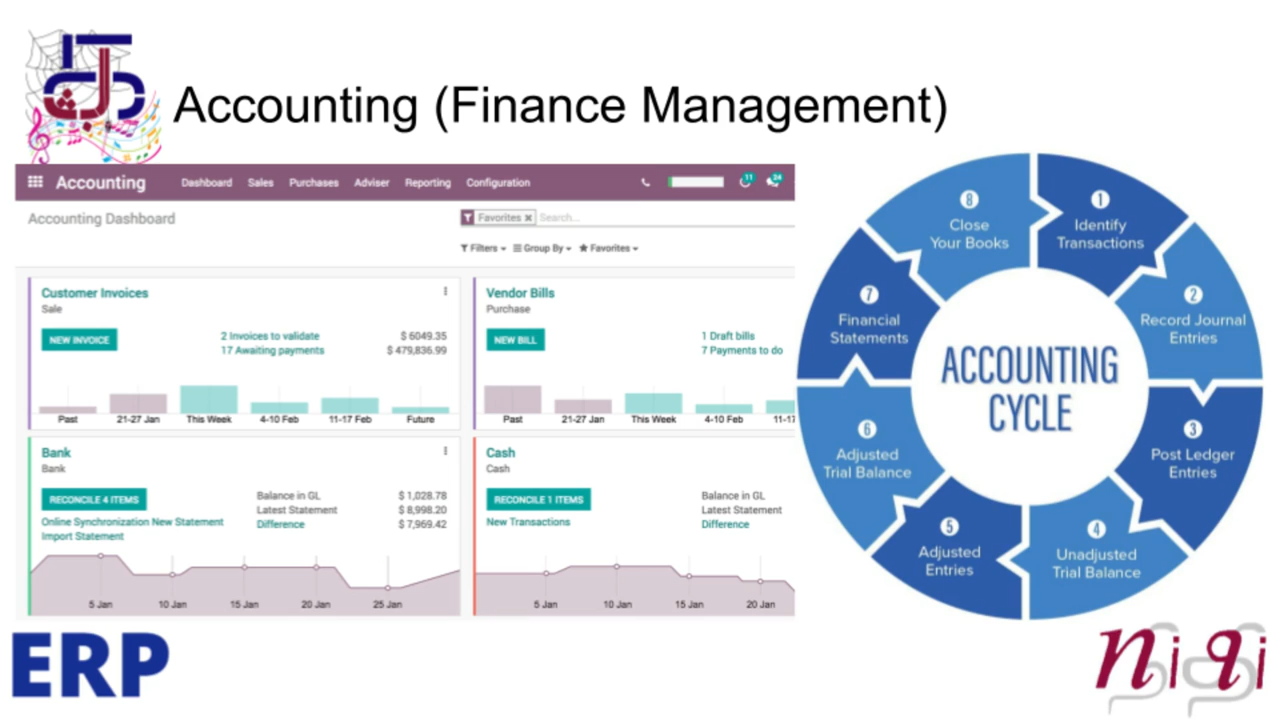 Accounting (Finance Management)
Accounting Dashboard Sales Purchases Adviser Reporting Configuration 11 24
Accounting Dashboard
Favorites × Search...
Filters Group By Favorites
Customer Invoices
Sale
NEW INVOICE
2 Invoices to validate $ 6049.35
17 Awaiting payments $ 479,836.99
Past 21-27 Jan This Week 4-10 Feb 11-17 Feb Future
Vendor Bills
Purchase
NEW BILL
1 Draft bills
7 Payments to do
Past 21-27 Jan This Week 4-10 Feb 11-17
Bank
Bank
RECONCILE 4 ITEMS
Online Synchronization New Statement
Import Statement
Balance in GL $ 1,028.78
Latest Statement $ 8,998.20
Difference $ 7,969.42
5 Jan 10 Jan 15 Jan 20 Jan 25 Jan
Cash
Cash
RECONCILE 1 ITEMS
New Transactions
Balance in GL
Latest Statement
Difference
5 Jan 10 Jan 15 Jan 20 Jan
ACCOUNTING
CYCLE
1
Identify
Transactions
2
Record Journal
Entries
3
Post Ledger
Entries
4
Unadjusted
Trial Balance
5
Adjusted
Entries
6
Adjusted
Trial Balance
7
Financial
Statements
8
Close
Your Books
ERP
NiQi